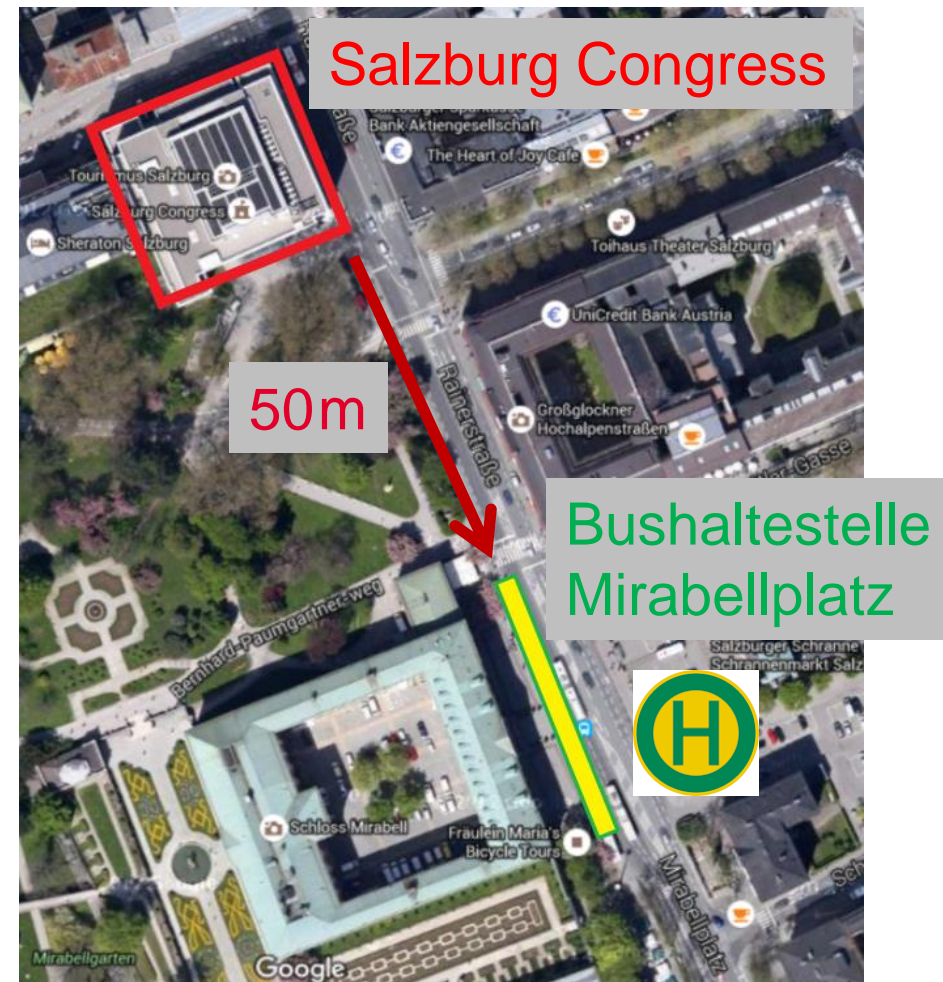 Salzburg Congress
Bank Aktiengesellschaft
The Heart of Joy Cafe
Salzburg
Salzburg Congress
Sheraton Salzburg
Toihaus Theater Salzburg
UniCredit Bank Austria
50m
Rainerstraße
Großglockner
Hochalpenstraßen
Bushaltestelle
Mirabellplatz
Bernhard-Paumgartner-weg
Salzburger Schranne
Schrannenmarkt Salz
H
Schloss Mirabell
Fräulein Maria's
Bicycle Tours
Mirabellplatz
Mirabellgarten
Google